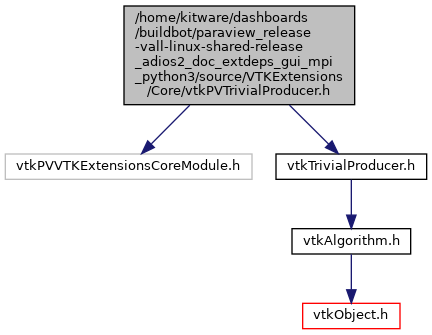 /home/kitware/dashboards
/buildbot/paraview_release
-vall-linux-shared-release
_adios2_doc_extdeps_gui_mpi
_python3/source/VTKExtensions
/Core/vtkPVTrivialProducer.h
vtkPVVTKExtensionsCoreModule.h
vtkTrivialProducer.h
vtkAlgorithm.h
vtkObject.h